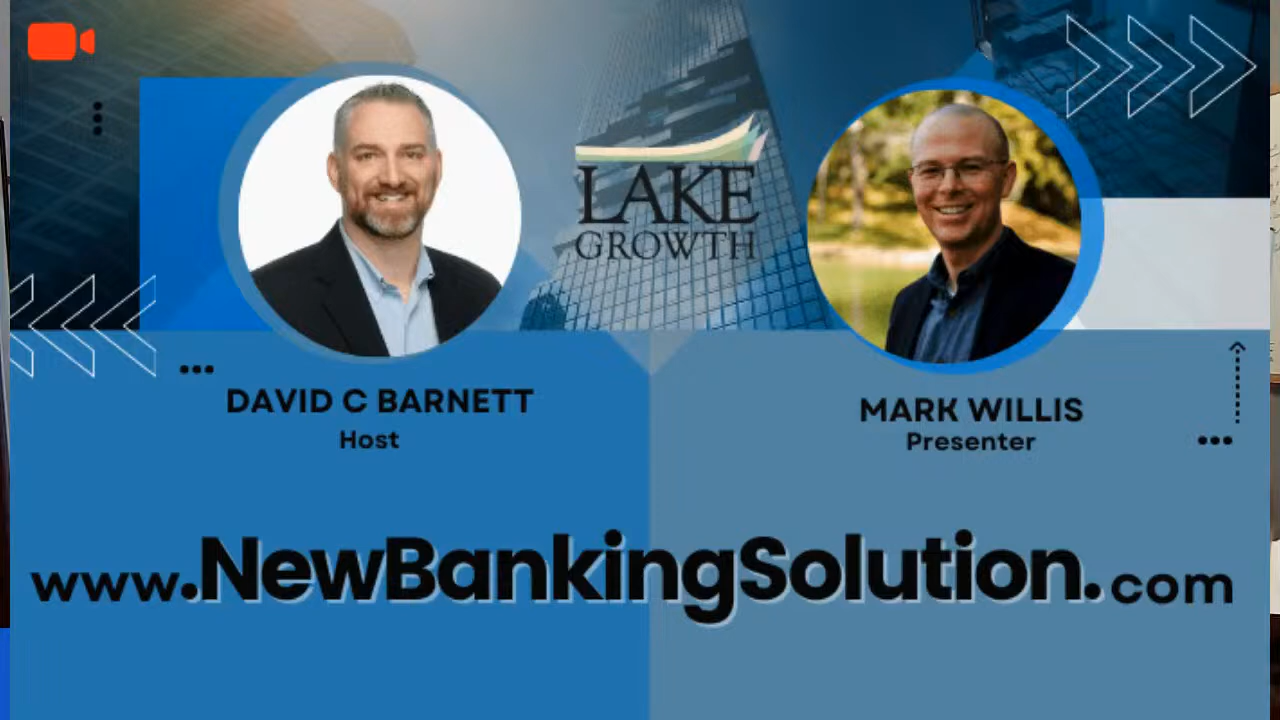 LAKE
GROWTH
DAVID C BARNETT
Host
MARK WILLIS
Presenter
www.NewBankingSolution.com